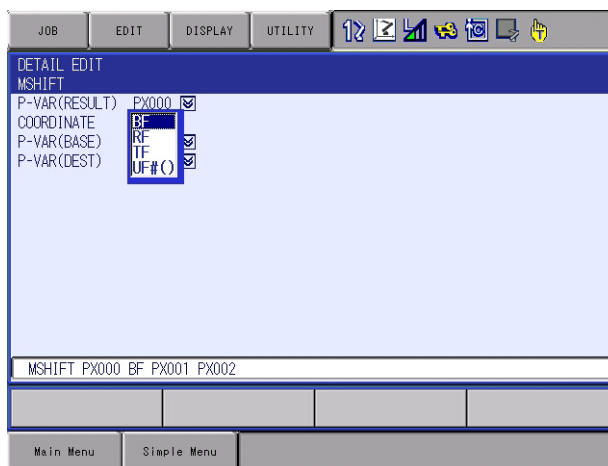 JOB EDIT DISPLAY UTILITY
DETAIL EDIT
MSHIFT
P-VAR(RESULT) PX000
COORDINATE BF
P-VAR(BASE) RF
TF
P-VAR(DEST) UF#()
MSHIFT PX000 BF PX001 PX002
Main Menu Simple Menu